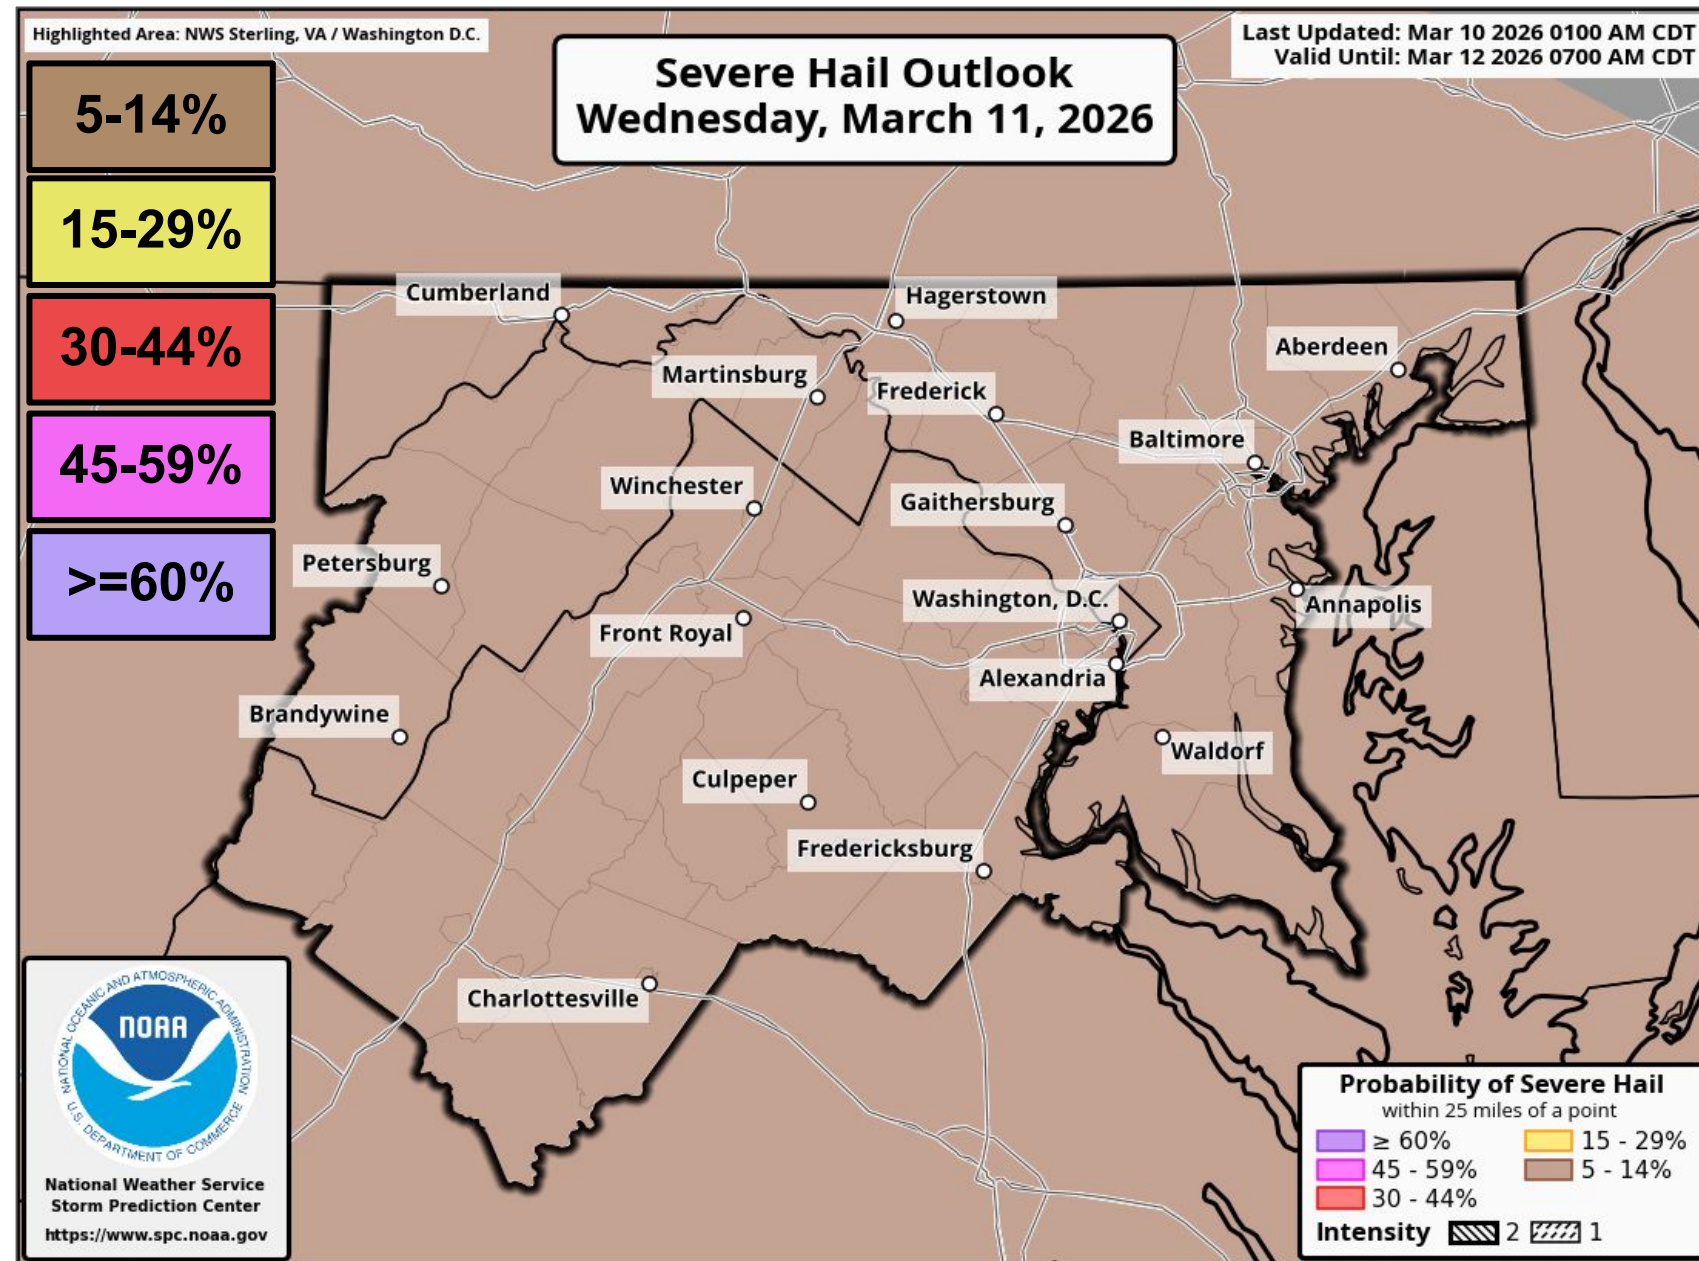 Highlighted Area: NWS Sterling, VA / Washington D.C.
Last Updated: Mar 10 2026 0100 AM CDT
Valid Until: Mar 12 2026 0700 AM CDT
Severe Hail Outlook
Wednesday, March 11, 2026
5-14%
15-29%
30-44%
45-59%
>=60%
Cumberland
Hagerstown
Aberdeen
Martinsburg
Frederick
Baltimore
Winchester
Gaithersburg
Petersburg
Washington, D.C.
Annapolis
Front Royal
Alexandria
Brandywine
Waldorf
Culpeper
Fredericksburg
Charlottesville
NATIONAL OCEANIC AND ATMOSPHERIC ADMINISTRATION
NOAA
U.S. DEPARTMENT OF COMMERCE
National Weather Service
Storm Prediction Center
https://www.spc.noaa.gov
Probability of Severe Hail
within 25 miles of a point
≥ 60%
15 - 29%
45 - 59%
5 - 14%
30 - 44%
Intensity 2 1